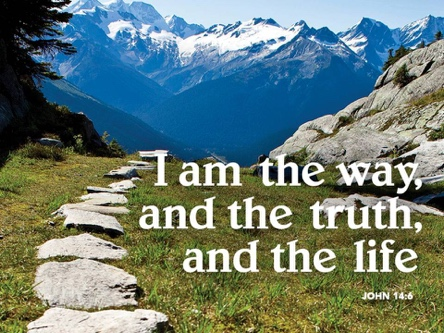 I am the way,
and the truth,
and the life
JOHN 14:6